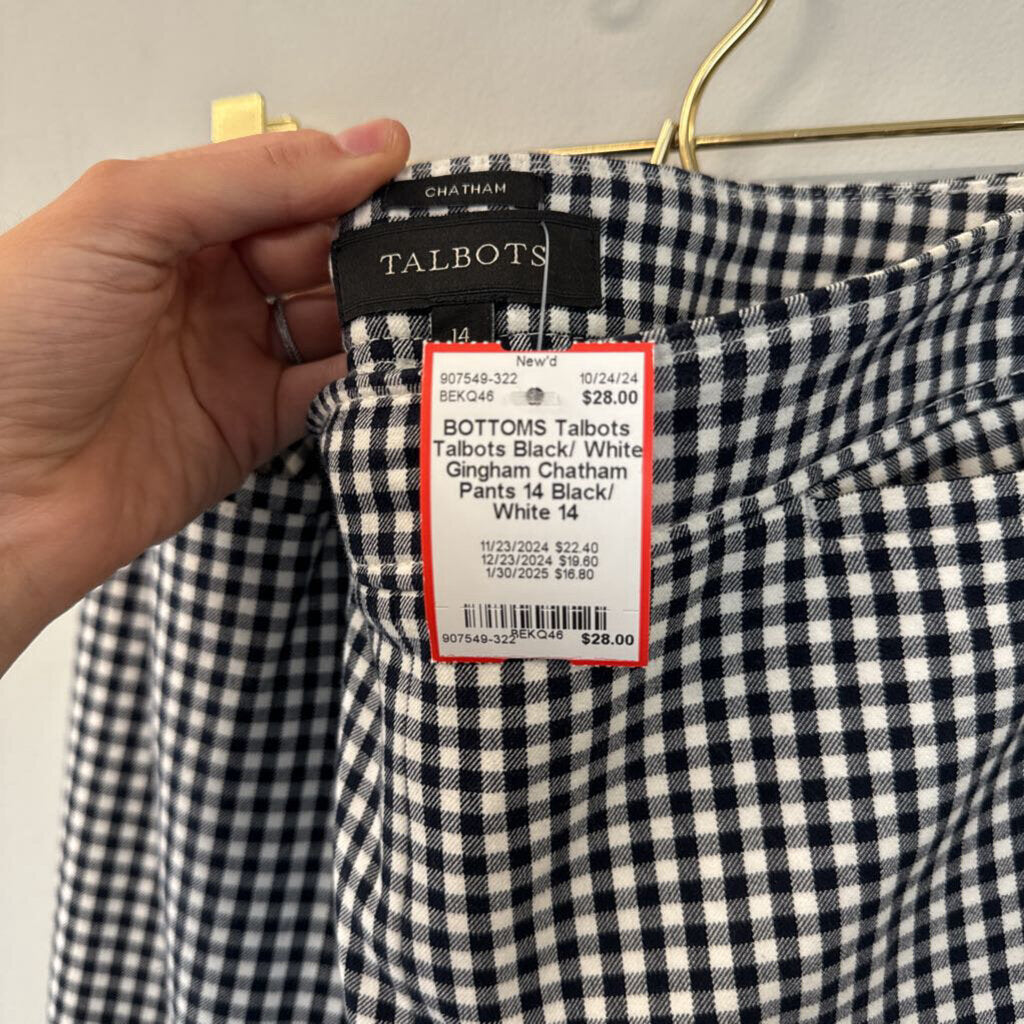 CHATHAM
TALBOTS
14
New'd
907549-322 10/24/24
BEKQ46 $28.00
BOTTOMS Talbots
Talbots Black/ White
Gingham Chatham
Pants 14 Black/
White 14
11/23/2024 $22.40
12/23/2024 $19.60
1/30/2025 $16.80
907549-322 BEKQ46 $28.00